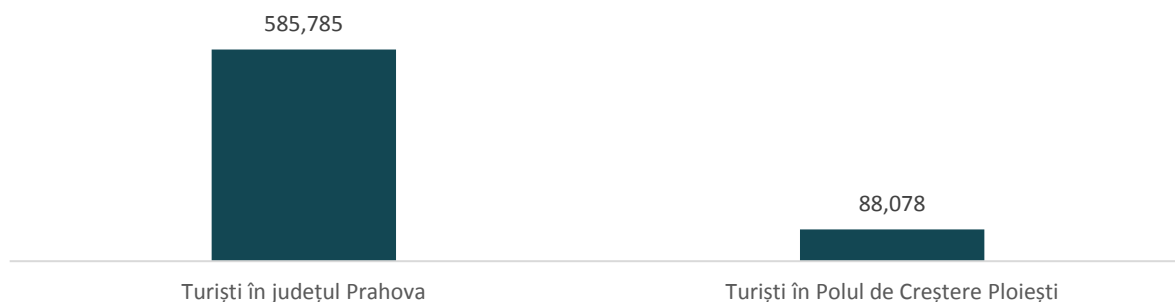 585,785
88,078
Turiști în județul Prahova
Turiști în Polul de Creștere Ploiești